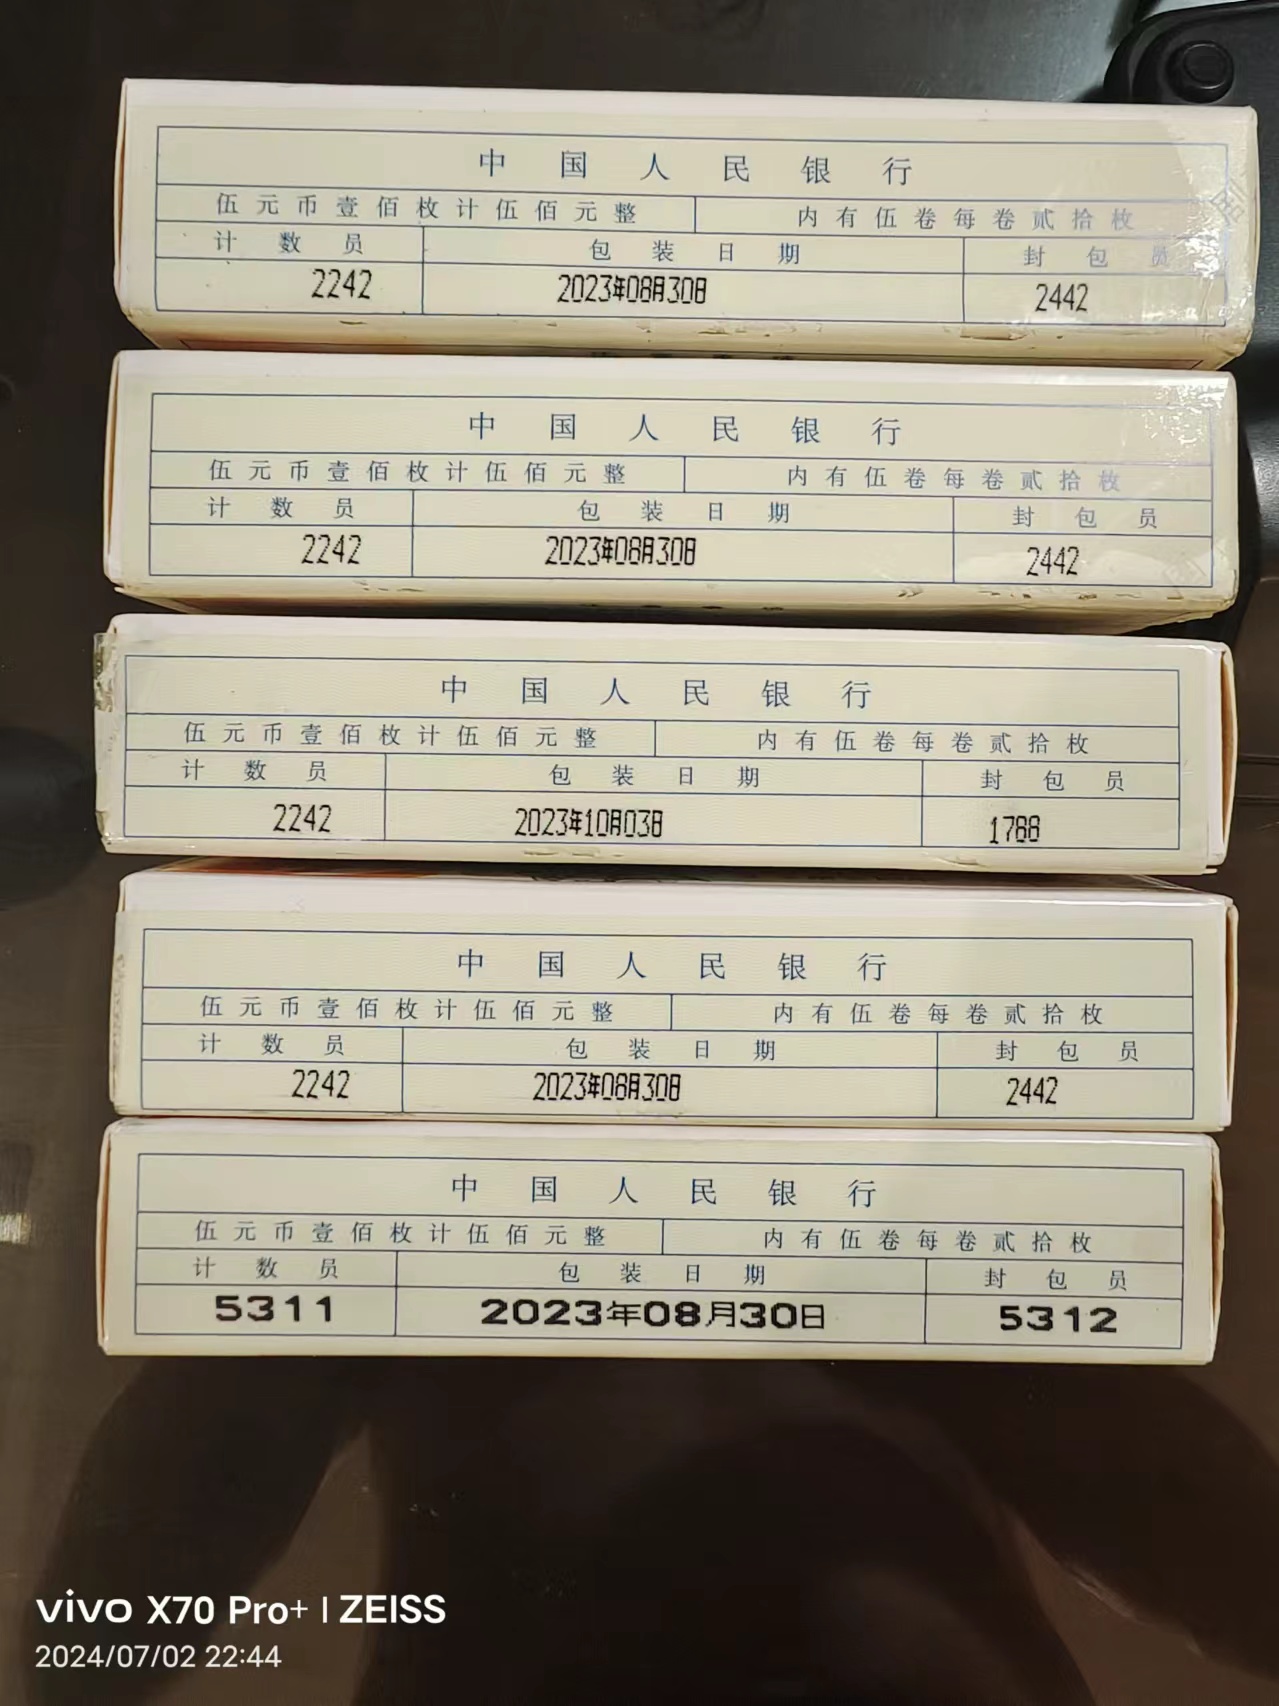 中国人民银行
伍元币壹佰枚计伍佰元整 内有伍卷每卷贰拾枚
计数员 包装日期 封包员
2242 2023年08月30日 2442
中国人民银行
伍元币壹佰枚计伍佰元整 内有伍卷每卷贰拾枚
计数员 包装日期 封包员
2242 2023年08月30日 2442
中国人民银行
伍元币壹佰枚计伍佰元整 内有伍卷每卷贰拾枚
计数员 包装日期 封包员
2242 2023年10月03日 1788
中国人民银行
伍元币壹佰枚计伍佰元整 内有伍卷每卷贰拾枚
计数员 包装日期 封包员
2242 2023年08月30日 2442
中国人民银行
伍元币壹佰枚计伍佰元整 内有伍卷每卷贰拾枚
计数员 包装日期 封包员
5311 2023年08月30日 5312
vivo X70 Pro+ | ZEISS
2024/07/02 22:44